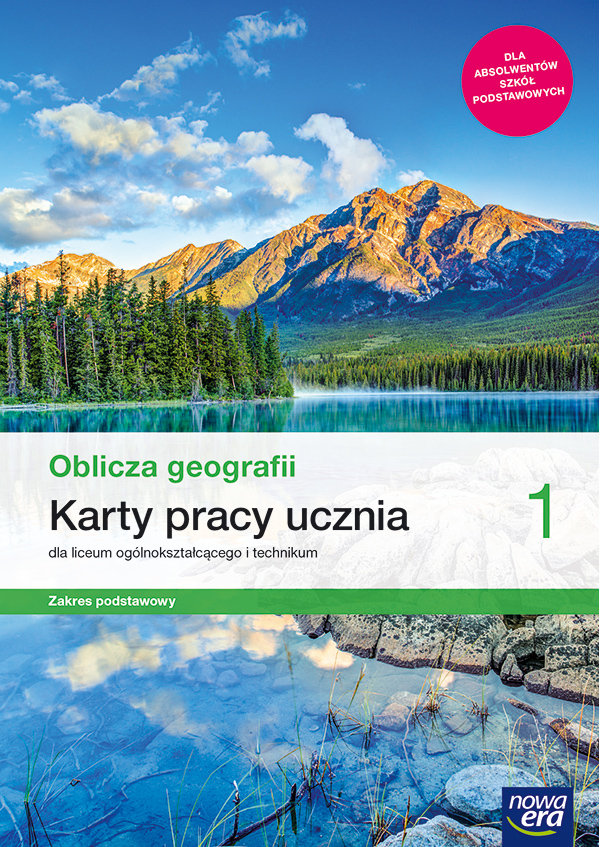 DLA
ABSOLWENTÓW
SZKÓŁ
PODSTAWOWYCH
Oblicza geografii
Karty pracy ucznia
1
dla liceum ogólnokształcącego i technikum
Zakres podstawowy
nowa
era